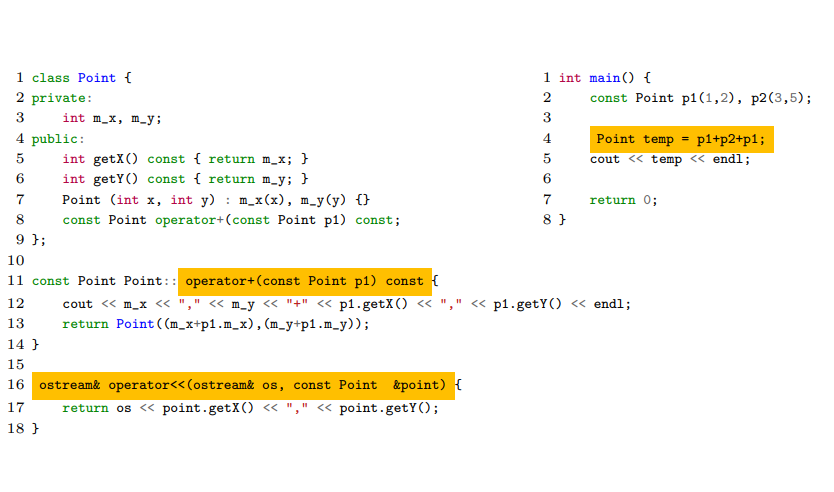 1 class Point {
2 private:
3     int m_x, m_y;
4 public:
5     int getX() const { return m_x; }
6     int getY() const { return m_y; }
7     Point (int x, int y) : m_x(x), m_y(y) {}
8     const Point operator+(const Point p1) const;
9 };
10
11 const Point Point:: operator+(const Point p1) const {
12     cout << m_x << "," << m_y << "+" << p1.getX() << "," << p1.getY() << endl;
13     return Point((m_x+p1.m_x),(m_y+p1.m_y));
14 }
15
16 ostream& operator<<(ostream& os, const Point  &point) {
17     return os << point.getX() << "," << point.getY();
18 }
1 int main() {
2     const Point p1(1,2), p2(3,5);
3
4     Point temp = p1+p2+p1;
5     cout << temp << endl;
6
7     return 0;
8 }